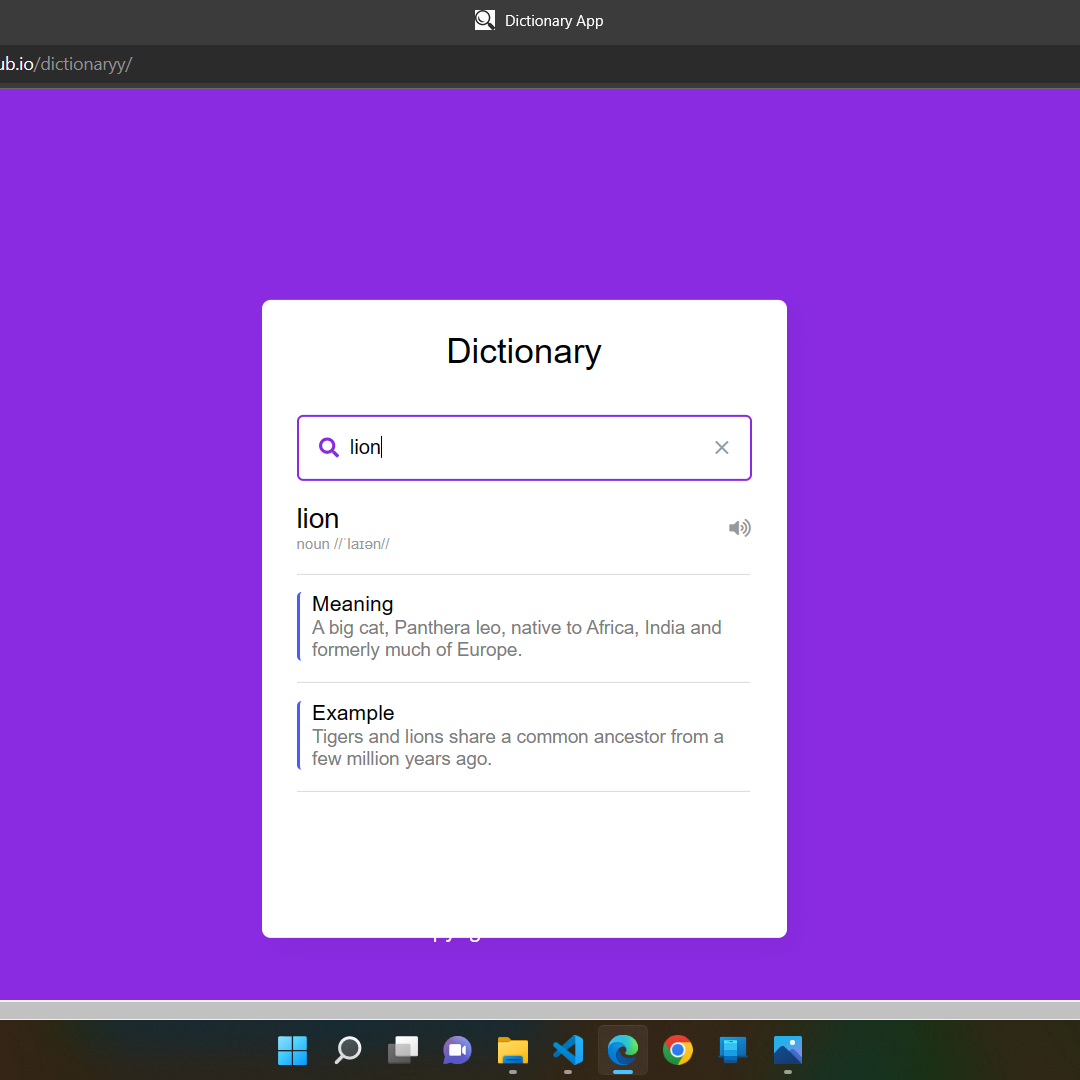 Dictionary App
ub.io/dictionaryy/
Dictionary
lion
lion
noun //ˈlaɪən//
Meaning
A big cat, Panthera leo, native to Africa, India and
formerly much of Europe.
Example
Tigers and lions share a common ancestor from a
few million years ago.